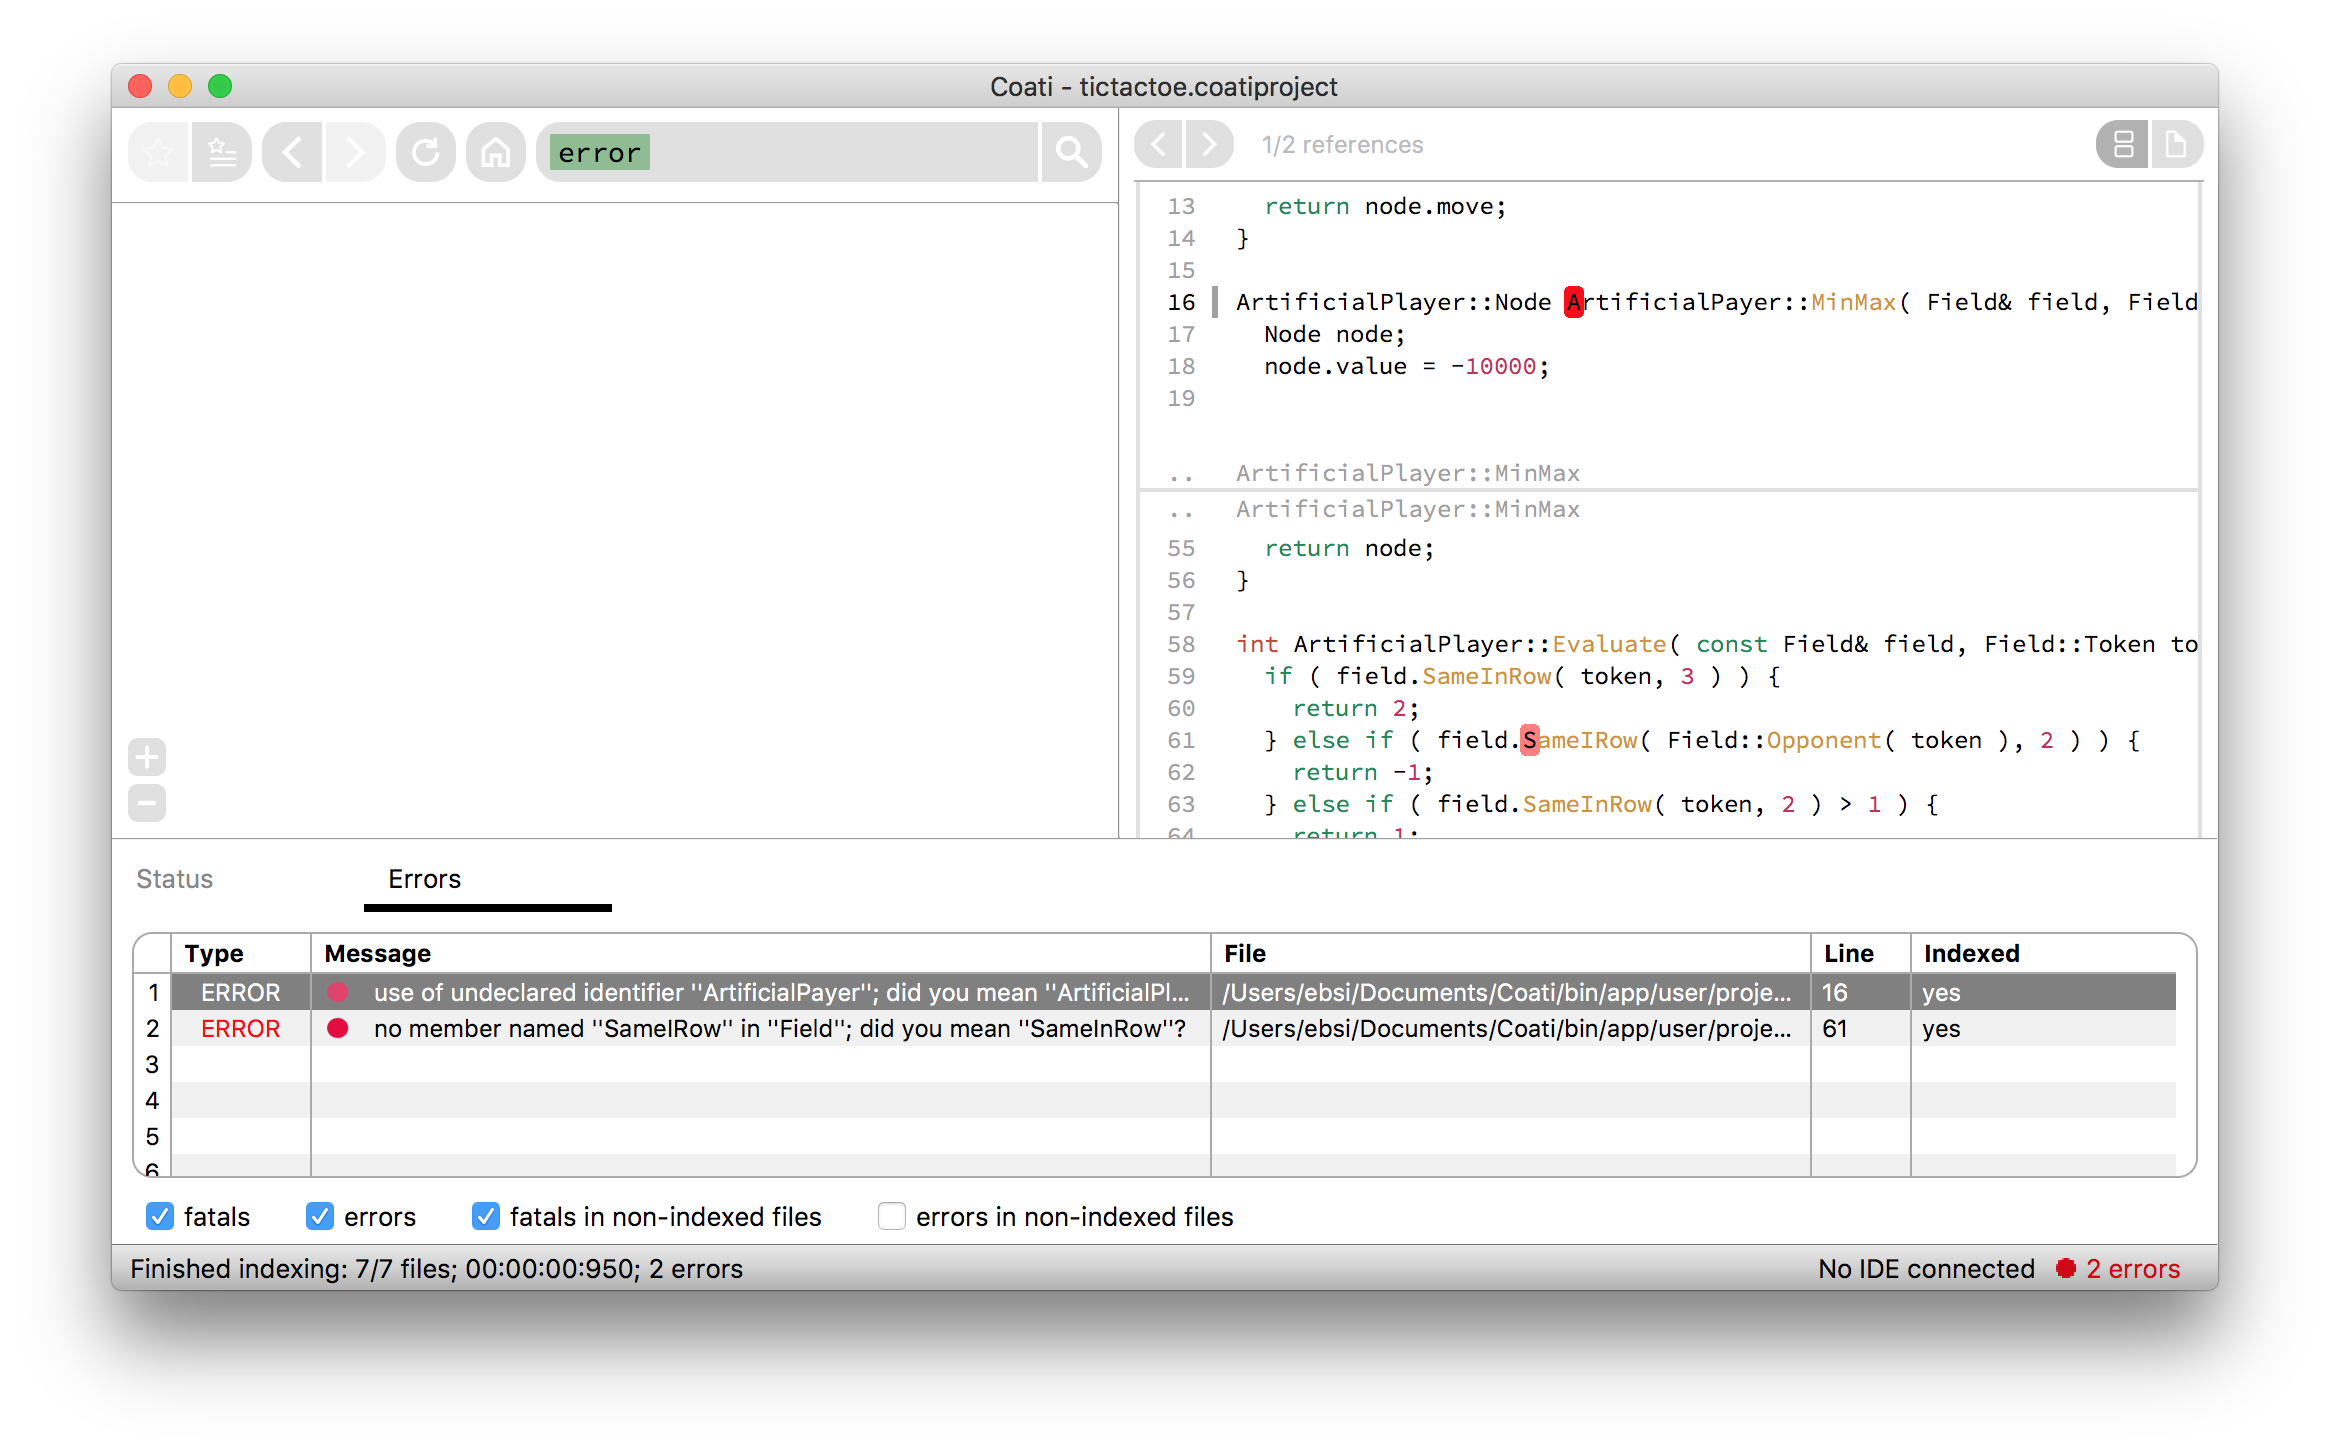 Coati - tictactoe.coatiproject
error
1/2 references
13 return node.move;
14 }
15
16 ArtificialPlayer::Node ArtificialPayer::MinMax( Field& field, Field
17 Node node;
18 node.value = -10000;
19
.. ArtificialPlayer::MinMax
.. ArtificialPlayer::MinMax
55 return node;
56 }
57
58 int ArtificialPlayer::Evaluate( const Field& field, Field::Token to
59 if ( field.SameInRow( token, 3 ) ) {
60 return 2;
61 } else if ( field.SameIRow( Field::Opponent( token ), 2 ) ) {
62 return -1;
63 } else if ( field.SameInRow( token, 2 ) > 1 ) {
64 return 1;
Status Errors
Type Message File Line Indexed
1 ERROR use of undeclared identifier "ArtificialPayer"; did you mean "ArtificialPl... /Users/ebsi/Documents/Coati/bin/app/user/proje... 16 yes
2 ERROR no member named "SameIRow" in "Field"; did you mean "SameInRow"? /Users/ebsi/Documents/Coati/bin/app/user/proje... 61 yes
3
4
5
6
fatals errors fatals in non-indexed files errors in non-indexed files
Finished indexing: 7/7 files; 00:00:00:950; 2 errors No IDE connected 2 errors